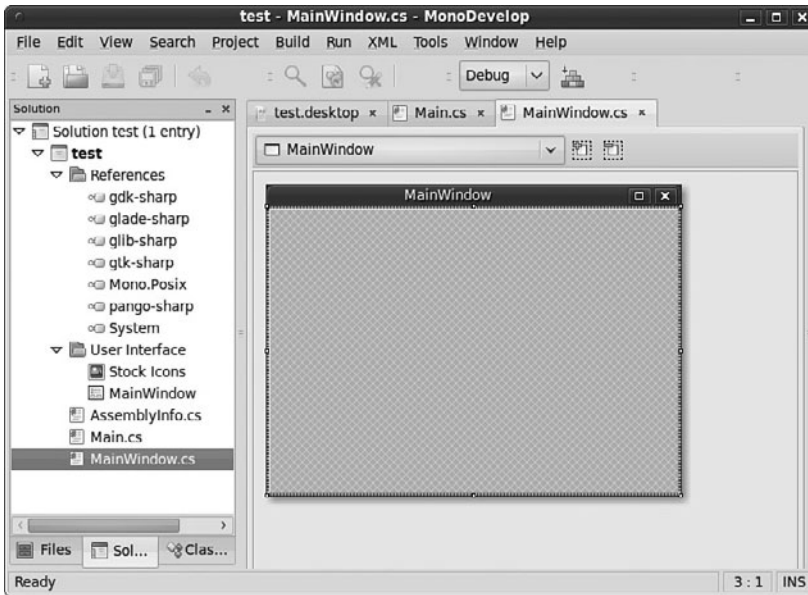 test - MainWindow.cs - MonoDevelop
File Edit View Search Project Build Run XML Tools Window Help
Debug
Solution
test.desktop
Main.cs
MainWindow.cs
Solution test (1 entry)
test
References
gdk-sharp
glade-sharp
glib-sharp
gtk-sharp
Mono.Posix
pango-sharp
System
User Interface
Stock Icons
MainWindow
AssemblyInfo.cs
Main.cs
MainWindow.cs
MainWindow
MainWindow
Files Sol... Clas...
Ready
3 : 1 INS